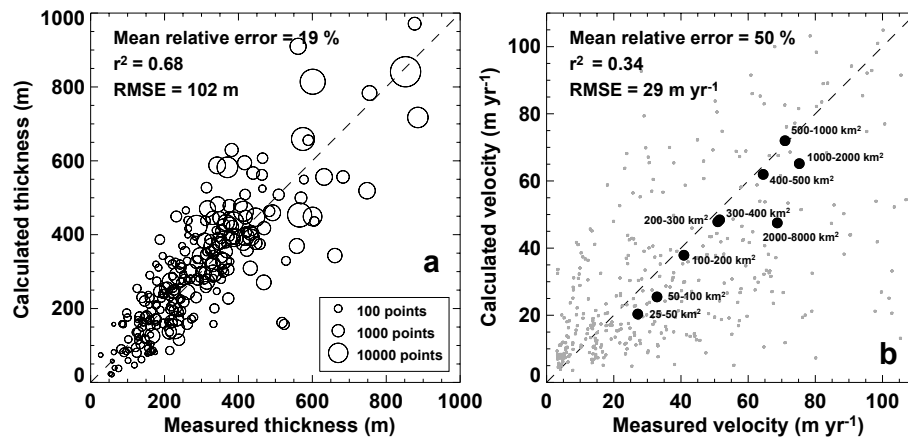 Mean relative error = 19 %
r² = 0.68
RMSE = 102 m
a
100 points
1000 points
10000 points
1000
800
600
400
200
0
Calculated thickness (m)
0 200 400 600 800 1000
Measured thickness (m)
Mean relative error = 50 %
r² = 0.34
RMSE = 29 m yr⁻¹
500-1000 km²
1000-2000 km²
400-500 km²
200-300 km²
300-400 km²
2000-8000 km²
100-200 km²
50-100 km²
25-50 km²
b
100
80
60
40
20
0
Calculated velocity (m yr⁻¹)
0 20 40 60 80 100
Measured velocity (m yr⁻¹)